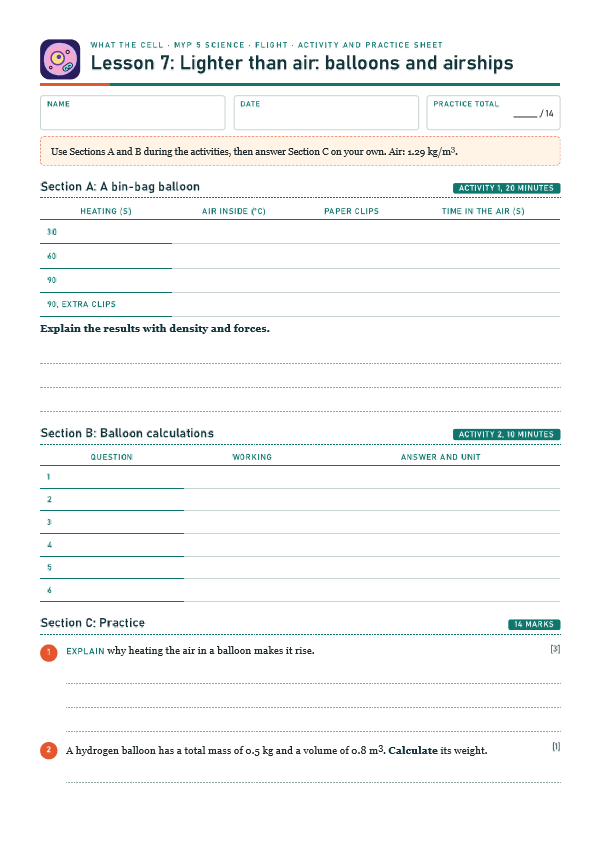 WHAT THE CELL · MYP 5 SCIENCE · FLIGHT · ACTIVITY AND PRACTICE SHEET
Lesson 7: Lighter than air: balloons and airships
NAME
DATE
PRACTICE TOTAL
_____ / 14
Use Sections A and B during the activities, then answer Section C on your own. Air: 1.29 kg/m³.
Section A: A bin-bag balloon
ACTIVITY 1, 20 MINUTES
HEATING (S) AIR INSIDE (°C) PAPER CLIPS TIME IN THE AIR (S)
30
60
90
90, EXTRA CLIPS
Explain the results with density and forces.
Section B: Balloon calculations
ACTIVITY 2, 10 MINUTES
QUESTION WORKING ANSWER AND UNIT
1
2
3
4
5
6
Section C: Practice
14 MARKS
1 EXPLAIN why heating the air in a balloon makes it rise. [3]
2 A hydrogen balloon has a total mass of 0.5 kg and a volume of 0.8 m³. Calculate its weight. [1]